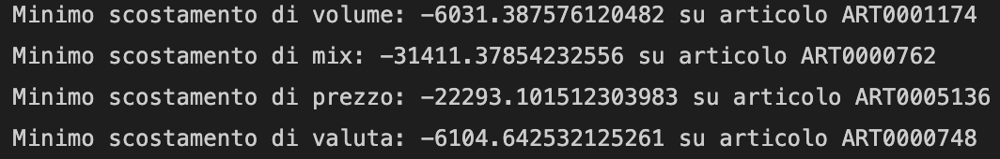 Minimo scostamento di volume: -6031.387576120482 su articolo ART0001174
Minimo scostamento di mix: -31411.37854232556 su articolo ART0000762
Minimo scostamento di prezzo: -22293.101512303983 su articolo ART0005136
Minimo scostamento di valuta: -6104.642532125261 su articolo ART0000748